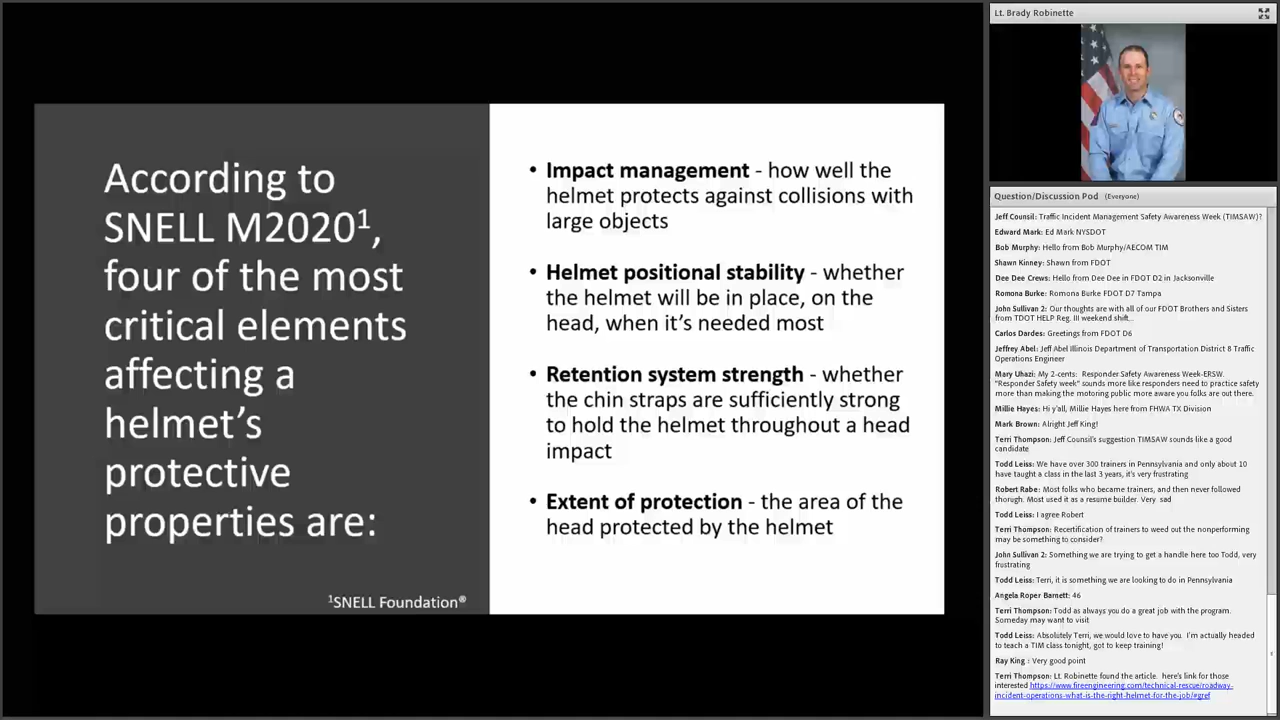 According to
SNELL M2020¹,
four of the most
critical elements
affecting a
helmet's
protective
properties are:
¹SNELL Foundation®
• Impact management - how well the
helmet protects against collisions with
large objects
• Helmet positional stability - whether
the helmet will be in place, on the
head, when it's needed most
• Retention system strength - whether
the chin straps are sufficiently strong
to hold the helmet throughout a head
impact
• Extent of protection - the area of the
head protected by the helmet
Lt. Brady Robinette
Question/Discussion Pod (Everyone)
Jeff Counsil: Traffic Incident Management Safety Awareness Week (TIMSAW)?
Edward Mark: Ed Mark NYSDOT
Bob Murphy: Hello from Bob Murphy/AECOM TIM
Shawn Kinney: Shawn from FDOT
Dee Dee Crews: Hello from Dee Dee in FDOT D2 in Jacksonville
Romona Burke: Romona Burke FDOT D7 Tampa
John Sullivan 2: Our thoughts are with all of our FDOT Brothers and Sisters
from TDOT HELP Reg. III weekend shift...
Carlos Dardes: Greetings from FDOT D6
Jeffrey Abel: Jeff Abel Illinois Department of Transportation District 8 Traffic
Operations Engineer
Mary Uhazi: My 2-cents: Responder Safety Awareness Week-ERSW.
"Responder Safety week" sounds more like responders need to practice safety
more than making the motoring public more aware you folks are out there.
Millie Hayes: Hi y'all, Millie Hayes here from FHWA TX Division
Mark Brown: Alright Jeff King!
Terri Thompson: Jeff Counsil's suggestion TIMSAW sounds like a good
candidate
Todd Leiss: We have over 300 trainers in Pennsylvania and only about 10
have taught a class in the last 3 years, it's very frustrating
Robert Rabe: Most folks who became trainers, and then never followed
thorugh. Most used it as a resume builder. Very sad
Todd Leiss: I agree Robert
Terri Thompson: Recertification of trainers to weed out the nonperforming
may be something to consider?
John Sullivan 2: Something we are trying to get a handle here too Todd, very
frustrating
Todd Leiss: Terri, it is something we are looking to do in Pennsylvania
Angela Roper Barnett: 46
Terri Thompson: Todd as always you do a great job with the program.
Someday may want to visit
Todd Leiss: Absolutely Terri, we would love to have you. I'm actually headed
to teach a TIM class tonight, got to keep training!
Ray King : Very good point
Terri Thompson: Lt. Robinette found the article. here's link for those
interested https://www.fireengineering.com/technical-rescue/roadway-
incident-operations-what-is-the-right-helmet-for-the-job/#gref